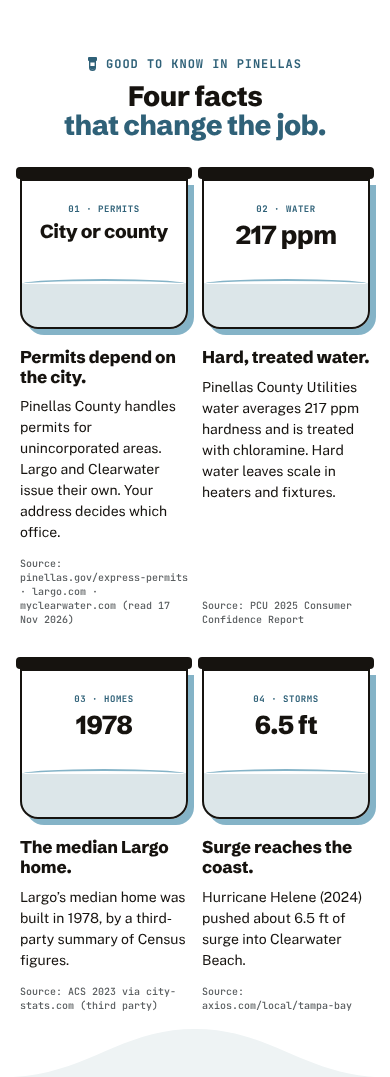 GOOD TO KNOW IN PINELLAS
Four facts
that change the job.
01 · PERMITS
City or county
Permits depend on
the city.
Pinellas County handles
permits for
unincorporated areas.
Largo and Clearwater
issue their own. Your
address decides which
office.
Source:
pinellas.gov/express-permits
· largo.com ·
myclearwater.com (read 17
Nov 2026)
02 · WATER
217 ppm
Hard, treated water.
Pinellas County Utilities
water averages 217 ppm
hardness and is treated
with chloramine. Hard
water leaves scale in
heaters and fixtures.
Source: PCU 2025 Consumer
Confidence Report
03 · HOMES
1978
The median Largo
home.
Largo’s median home was
built in 1978, by a third-
party summary of Census
figures.
Source: ACS 2023 via city-
stats.com (third party)
04 · STORMS
6.5 ft
Surge reaches the
coast.
Hurricane Helene (2024)
pushed about 6.5 ft of
surge into Clearwater
Beach.
Source:
axios.com/local/tampa-bay